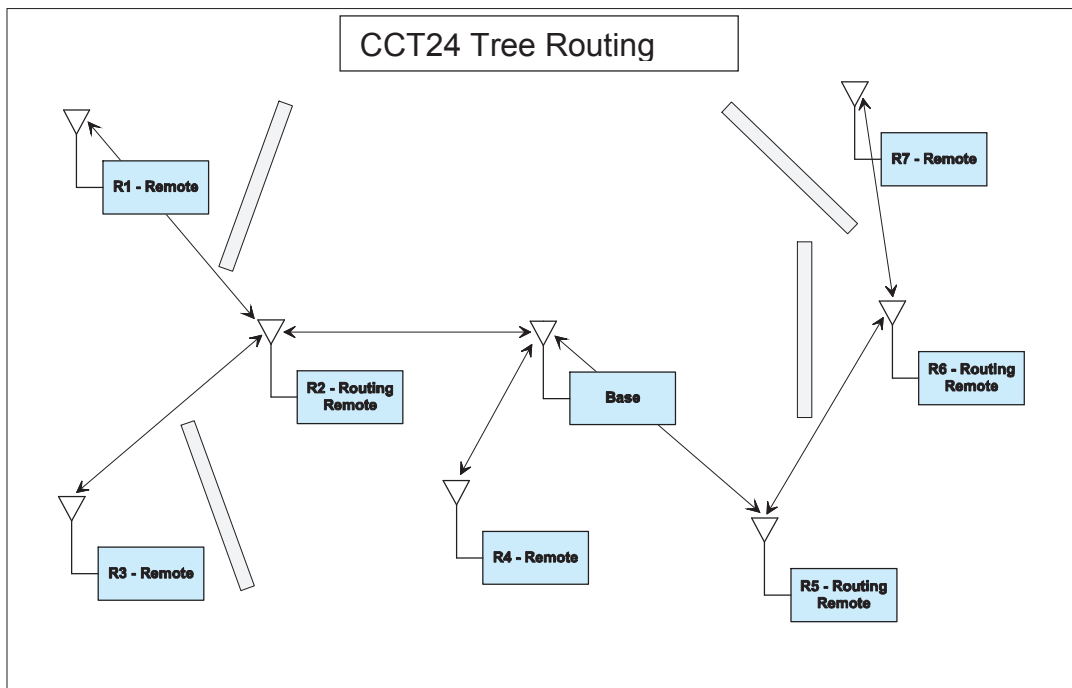 CCT24 Tree Routing
R1 - Remote
R7 - Remote
R2 - Routing
Remote
Base
R6 - Routing
Remote
R3 - Remote
R4 - Remote
R5 - Routing
Remote